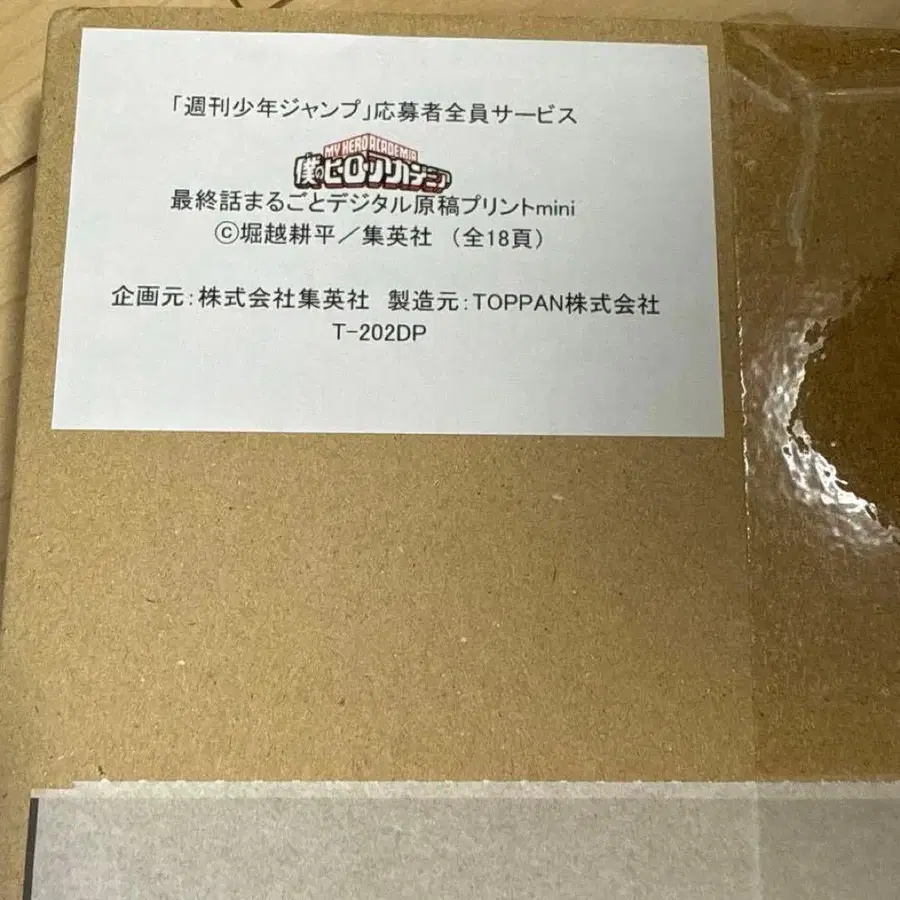 「週刊少年ジャンプ」応募者全員サービス
MY HERO ACADEMIA
僕のヒーローアカデミア
最終話まるごとデジタル原稿プリントmini
©堀越耕平／集英社 （全18頁）
企画元：株式会社集英社 製造元：TOPPAN株式会社
T-202DP